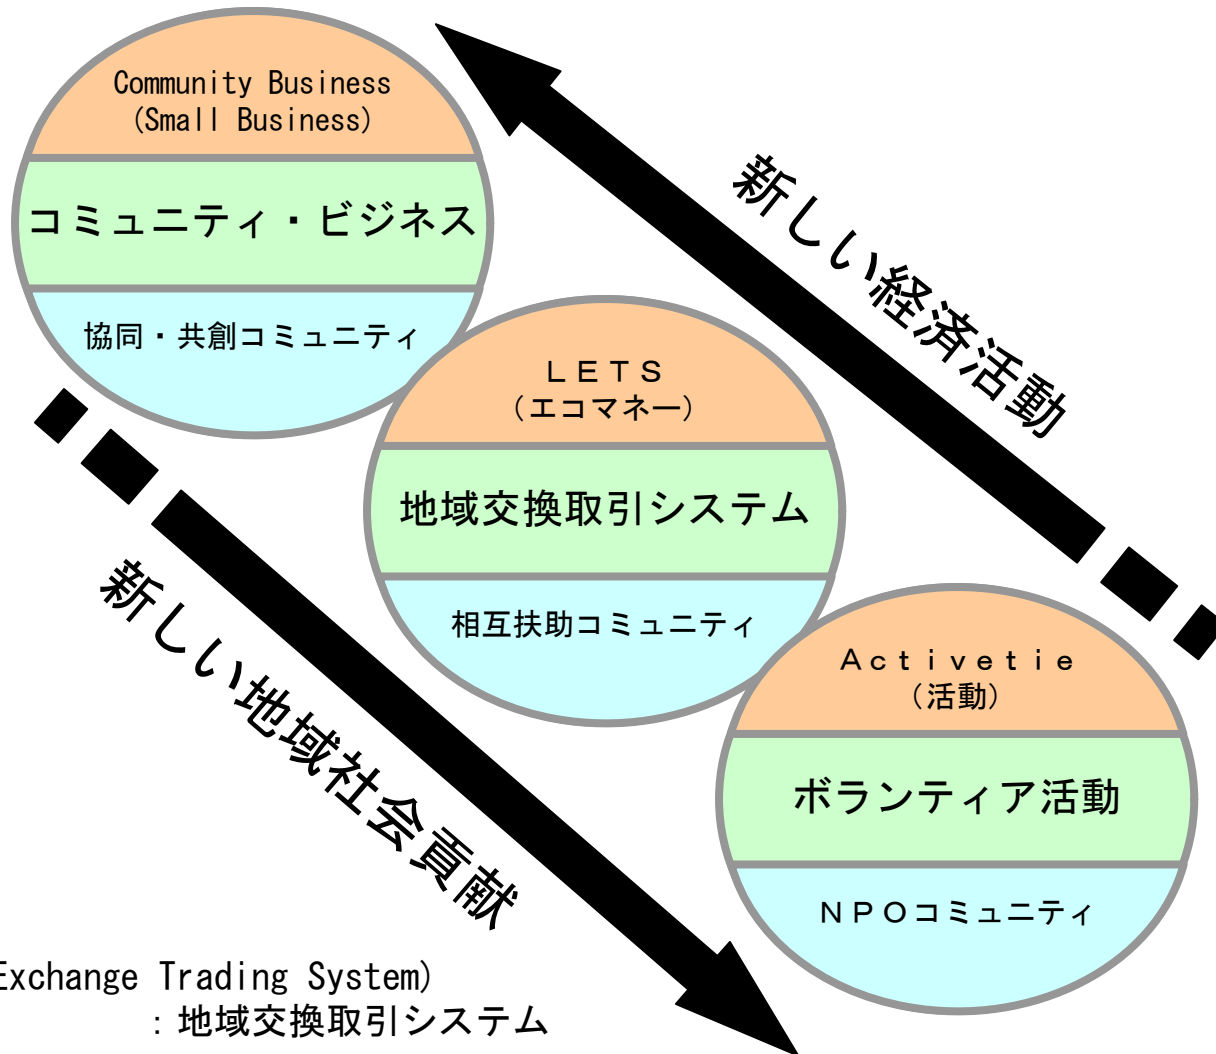 Community Business
(Small Business)
コミュニティ・ビジネス
協同・共創コミュニティ
新しい経済活動
ＬＥＴＳ
（エコマネー）
地域交換取引システム
相互扶助コミュニティ
新しい地域社会貢献
Ａｃｔｉｖｅｔｉｅ
（活動）
ボランティア活動
ＮＰＯコミュニティ
Exchange Trading System)
：地域交換取引システム